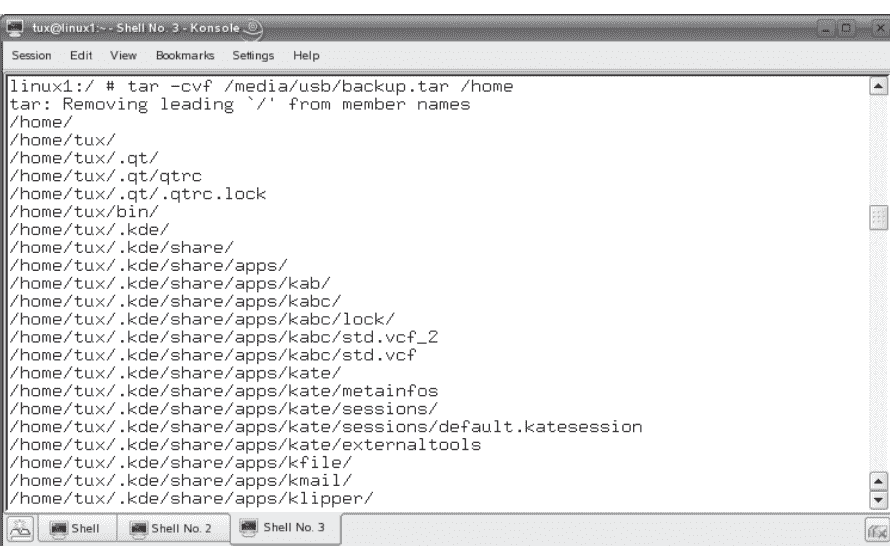 tux@linux1:~ - Shell No. 3 - Konsole
Session Edit View Bookmarks Settings Help
linux1:/ # tar -cvf /media/usb/backup.tar /home
tar: Removing leading `/' from member names
/home/
/home/tux/
/home/tux/.qt/
/home/tux/.qt/qtrc
/home/tux/.qt/.qtrc.lock
/home/tux/bin/
/home/tux/.kde/
/home/tux/.kde/share/
/home/tux/.kde/share/apps/
/home/tux/.kde/share/apps/kab/
/home/tux/.kde/share/apps/kabc/
/home/tux/.kde/share/apps/kabc/lock/
/home/tux/.kde/share/apps/kabc/std.vcf_2
/home/tux/.kde/share/apps/kabc/std.vcf
/home/tux/.kde/share/apps/kate/
/home/tux/.kde/share/apps/kate/metainfos
/home/tux/.kde/share/apps/kate/sessions/
/home/tux/.kde/share/apps/kate/sessions/default.katesession
/home/tux/.kde/share/apps/kate/externaltools
/home/tux/.kde/share/apps/kfile/
/home/tux/.kde/share/apps/kmail/
/home/tux/.kde/share/apps/klipper/
Shell Shell No. 2 Shell No. 3